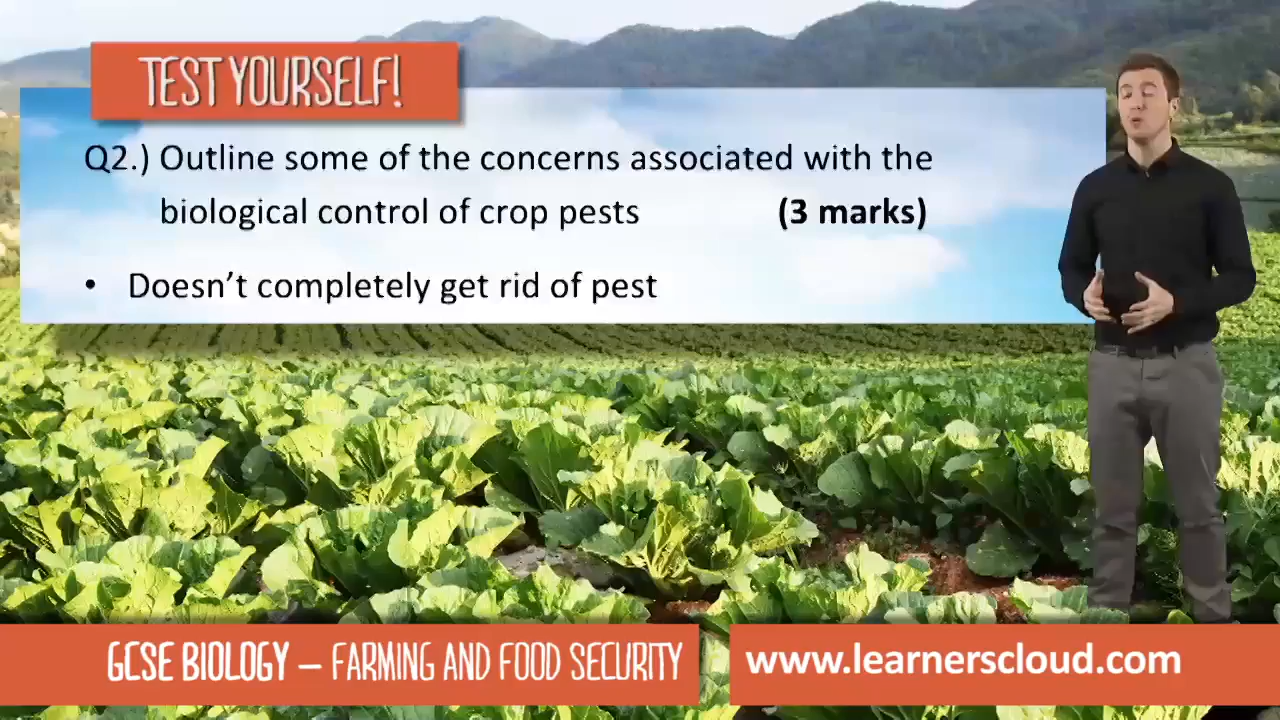 TEST YOURSELF!
Q2.) Outline some of the concerns associated with the
biological control of crop pests (3 marks)
• Doesn’t completely get rid of pest
GCSE BIOLOGY – FARMING AND FOOD SECURITY
www.learnerscloud.com